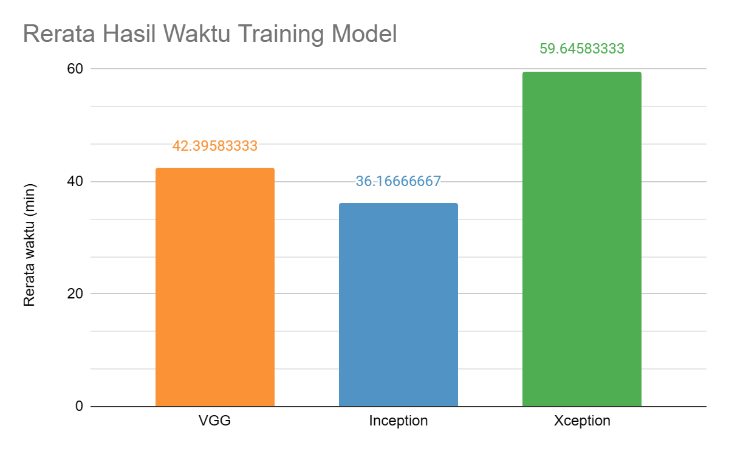 Rerata Hasil Waktu Training Model
59.64583333
60
42.39583333
40
36.16666667
Rerata waktu (min)
20
0
VGG
Inception
Xception